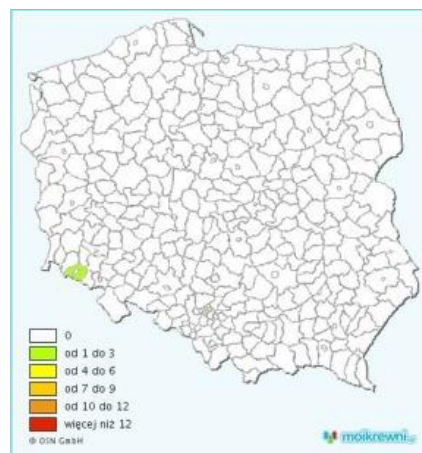 0
od 1 do 3
od 4 do 6
od 7 do 9
od 10 do 12
więcej niż 12
© OSN GmbH
moikrewni